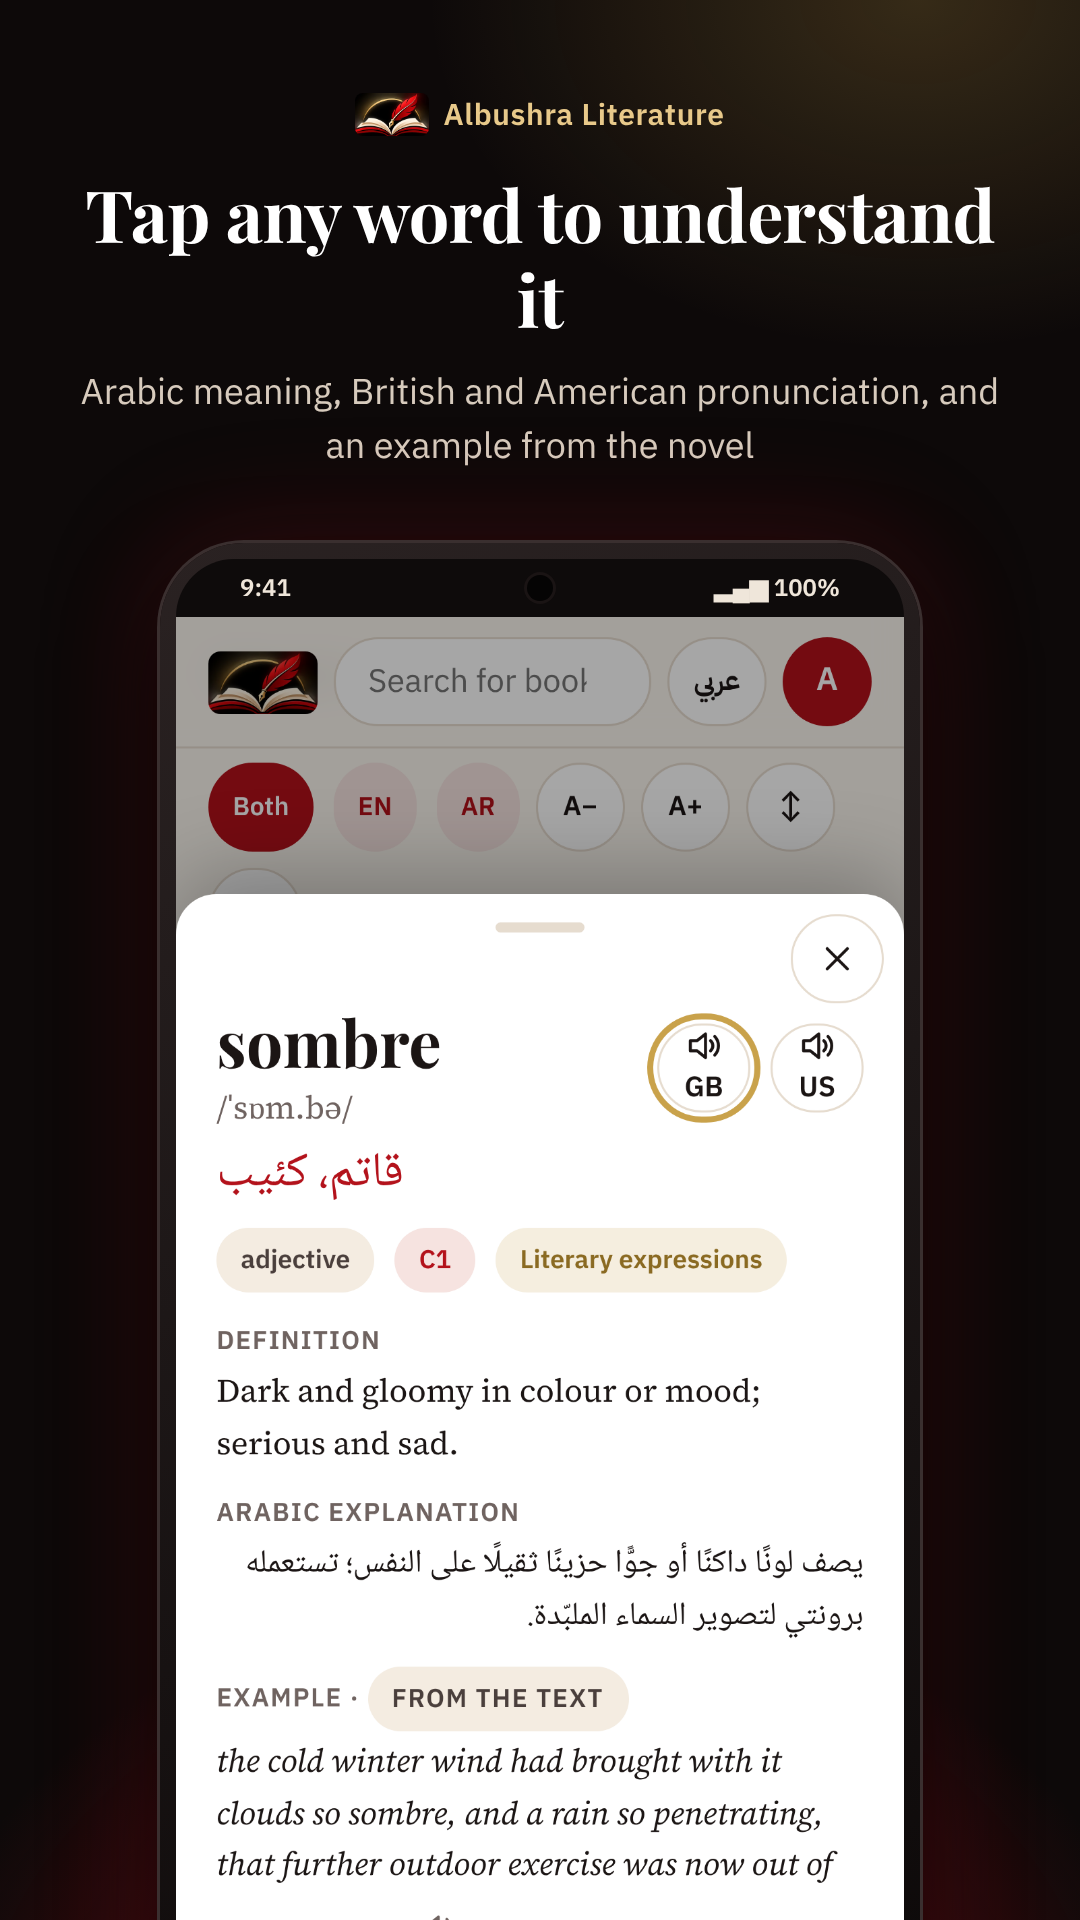 Albushra Literature
Tap any word to understand
it
Arabic meaning, British and American pronunciation, and
an example from the novel
9:41
100%
Search for book
عربي
A
Both
EN
AR
A−
A+
sombre
GB
US
/ˈsɒm.bə/
قاتم، كئيب
adjective
C1
Literary expressions
DEFINITION
Dark and gloomy in colour or mood;
serious and sad.
ARABIC EXPLANATION
يصف لونًا داكنًا أو جوًّا حزينًا ثقيلًا على النفس؛ تستعمله
برونتي لتصوير السماء الملبّدة.
EXAMPLE · FROM THE TEXT
the cold winter wind had brought with it
clouds so sombre, and a rain so penetrating,
that further outdoor exercise was now out of